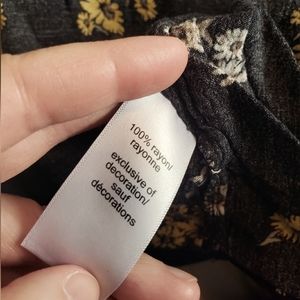 100% rayon/
rayonne
exclusive of
decoration/
sauf
décorations